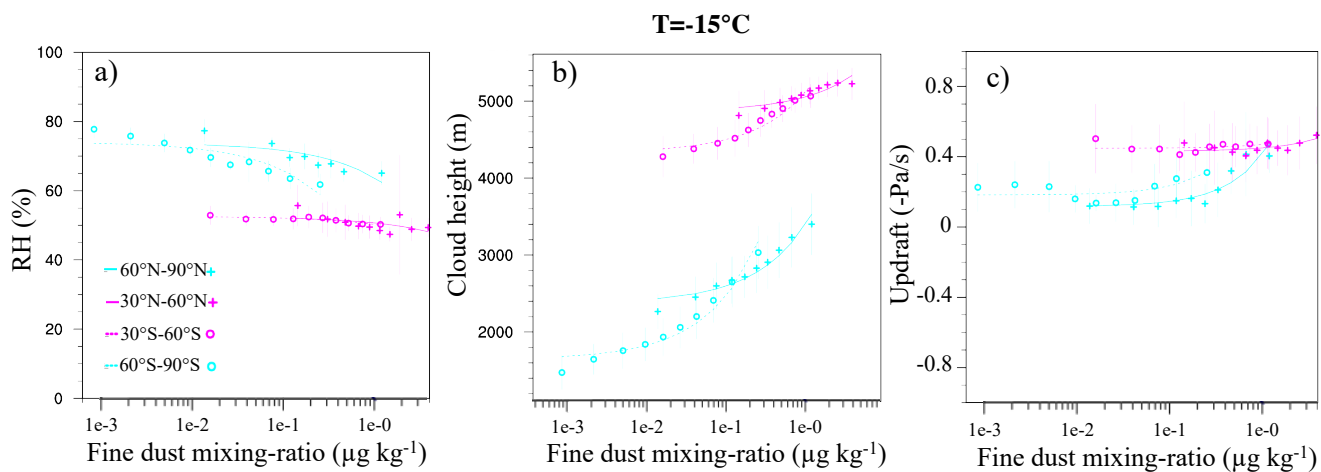 T=-15°C
a)
RH (%)
100
80
60
40
20
0
60°N-90°N
30°N-60°N
30°S-60°S
60°S-90°S
1e-3 1e-2 1e-1 1e-0
Fine dust mixing-ratio (µg kg⁻¹)
b)
Cloud height (m)
5000
4000
3000
2000
1e-3 1e-2 1e-1 1e-0
Fine dust mixing-ratio (µg kg⁻¹)
c)
Updraft (-Pa/s)
0.8
0.4
0
-0.4
-0.8
1e-3 1e-2 1e-1 1e-0
Fine dust mixing-ratio (µg kg⁻¹)